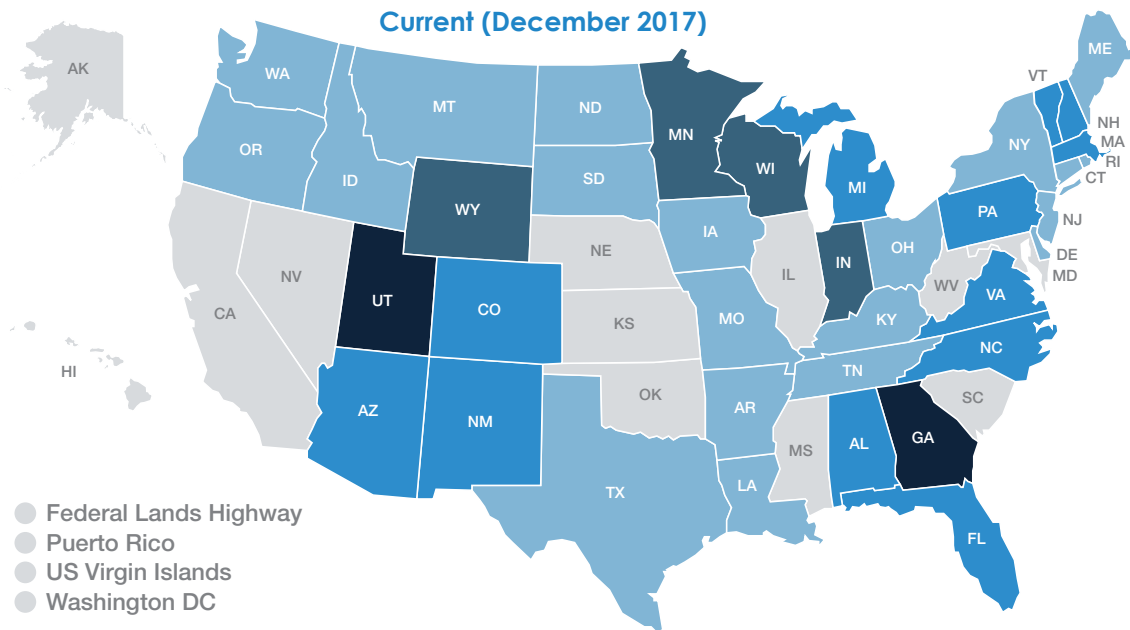 Current (December 2017)
AK
WA
MT
ND
MN
VT
ME
OR
ID
SD
WI
MI
NY
NH
MA
RI
CT
WY
IA
PA
NJ
NE
IL
IN
OH
DE
MD
NV
UT
CO
KS
MO
KY
WV
VA
CA
HI
AZ
NM
OK
AR
TN
NC
SC
MS
AL
GA
TX
LA
FL
Federal Lands Highway
Puerto Rico
US Virgin Islands
Washington DC